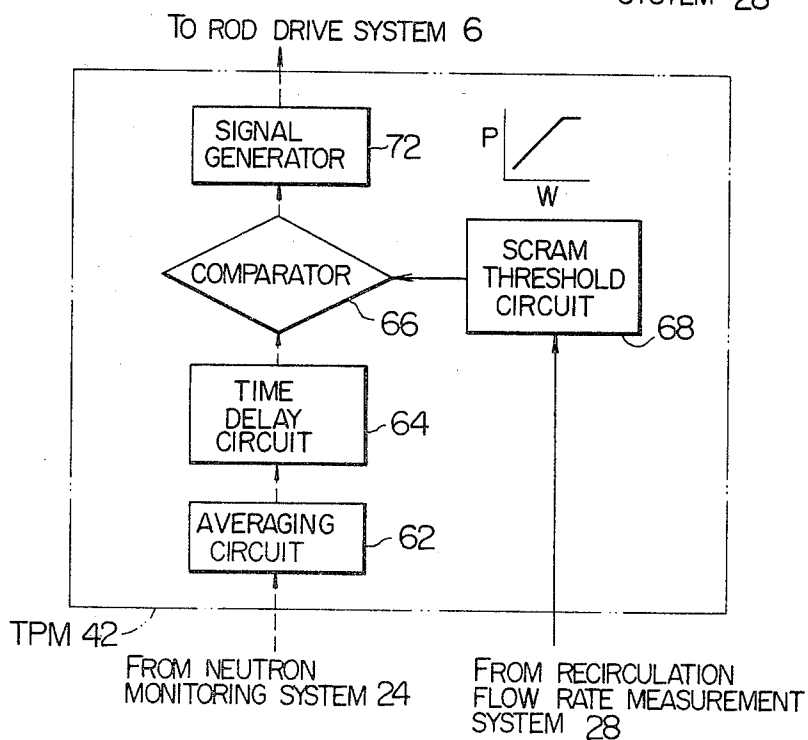 SYSTEM 28
TO ROD DRIVE SYSTEM 6
SIGNAL
GENERATOR
72
P
W
COMPARATOR
66
SCRAM
THRESHOLD
CIRCUIT
68
TIME
DELAY
CIRCUIT
64
AVERAGING
CIRCUIT
62
TPM 42
FROM NEUTRON
MONITORING SYSTEM 24
FROM RECIRCULATION
FLOW RATE MEASUREMENT
SYSTEM 28